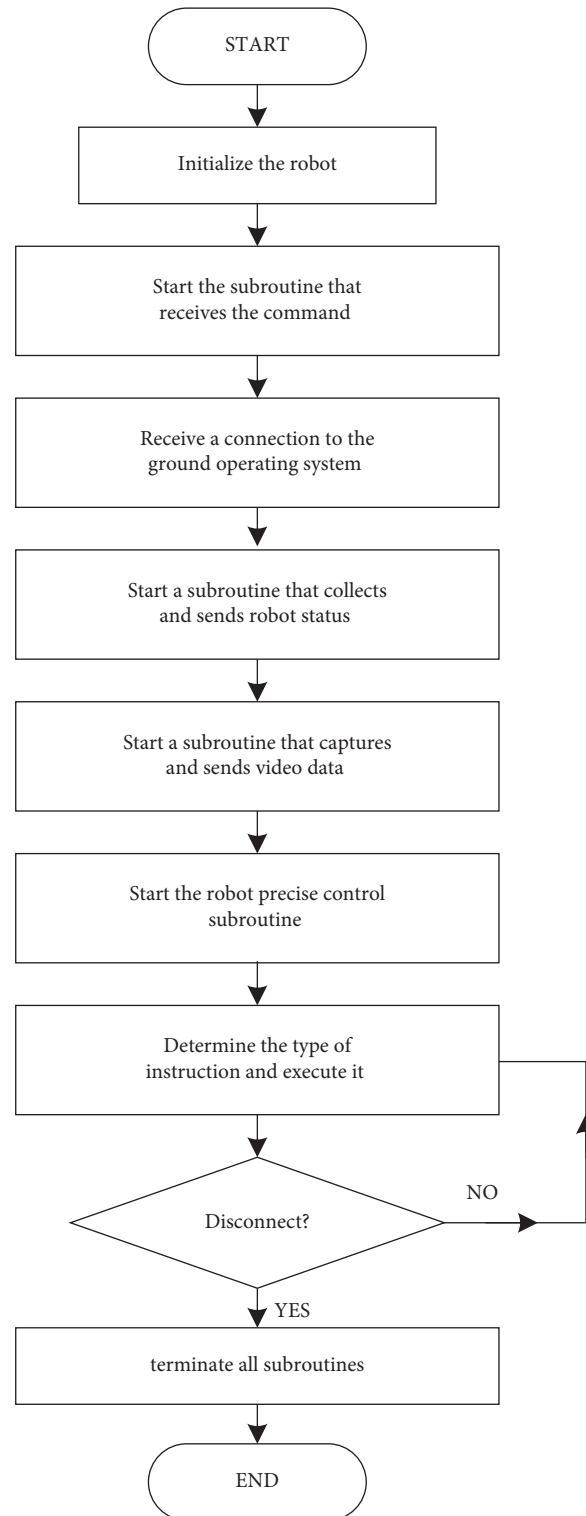 START
Initialize the robot
Start the subroutine that
receives the command
Receive a connection to the
ground operating system
Start a subroutine that collects
and sends robot status
Start a subroutine that captures
and sends video data
Start the robot precise control
subroutine
Determine the type of
instruction and execute it
NO
Disconnect?
YES
terminate all subroutines
END